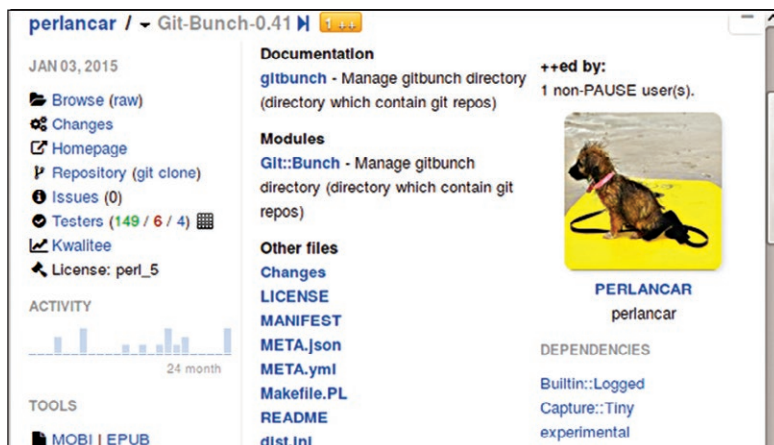 perlancar / Git-Bunch-0.41 1 ++
JAN 03, 2015
Browse (raw)
Changes
Homepage
Repository (git clone)
Issues (0)
Testers (149 / 6 / 4)
Kwalitee
License: perl_5
ACTIVITY
24 month
TOOLS
MOBI | EPUB
Documentation
gitbunch - Manage gitbunch directory
(directory which contain git repos)
Modules
Git::Bunch - Manage gitbunch
directory (directory which contain git
repos)
Other files
Changes
LICENSE
MANIFEST
META.json
META.yml
Makefile.PL
README
dist.ini
++ed by:
1 non-PAUSE user(s).
PERLANCAR
perlancar
DEPENDENCIES
Builtin::Logged
Capture::Tiny
experimental